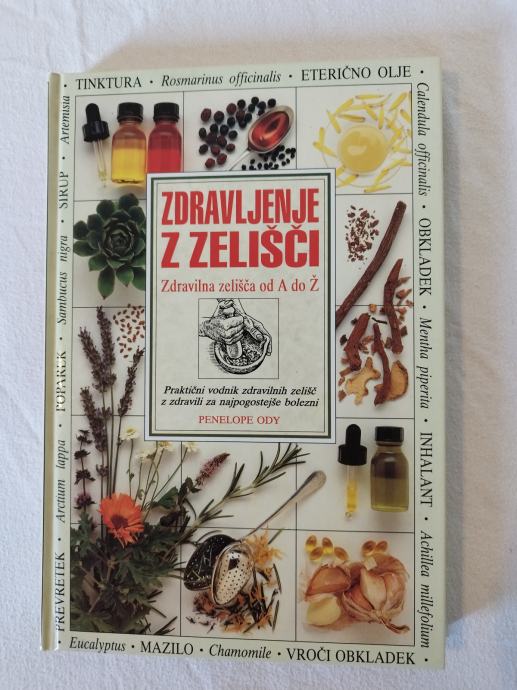 TINKTURA • Rosmarinus officinalis • ETERIČNO OLJE •
Calendula officinalis • OBKLADEK • Mentha piperita • INHALANT • Achillea millefolium
ZDRAVLJENJE
Z ZELIŠČI
Zdravilna zelišča od A do Ž
Praktični vodnik zdravilnih zelišč
z zdravili za najpogostejše bolezni
PENELOPE ODY
PREVRETEK • Arctium lappa • POPAREK • Sambucus nigra • SIRUP • Artemisia
Eucalyptus • MAZILO • Chamomile • VROČI OBKLADEK •